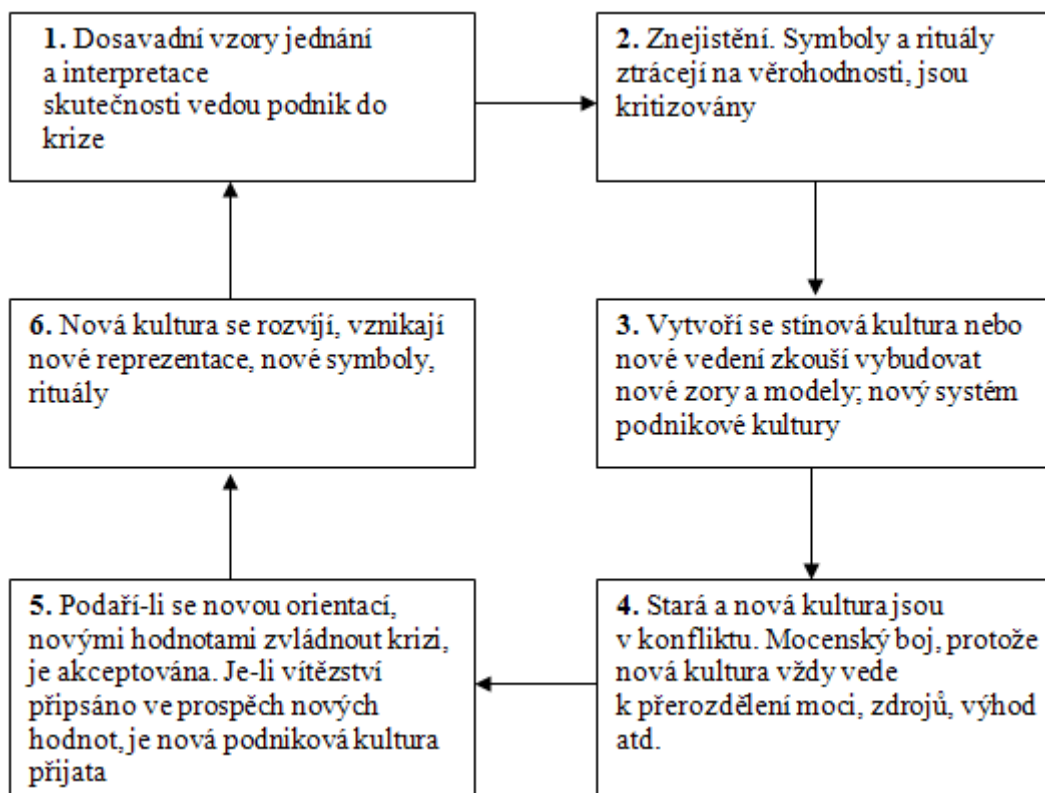 1. Dosavadní vzory jednání
a interpretace
skutečnosti vedou podnik do
krize
2. Znejistění. Symboly a rituály
ztrácejí na věrohodnosti, jsou
kritizovány
3. Vytvoří se stínová kultura nebo
nové vedení zkouší vybudovat
nové zory a modely; nový systém
podnikové kultury
4. Stará a nová kultura jsou
v konfliktu. Mocenský boj, protože
nová kultura vždy vede
k přerozdělení moci, zdrojů, výhod
atd.
5. Podaří-li se novou orientací,
novými hodnotami zvládnout krizi,
je akceptována. Je-li vítězství
připsáno ve prospěch nových
hodnot, je nová podniková kultura
přijata
6. Nová kultura se rozvíjí, vznikají
nové reprezentace, nové symboly,
rituály